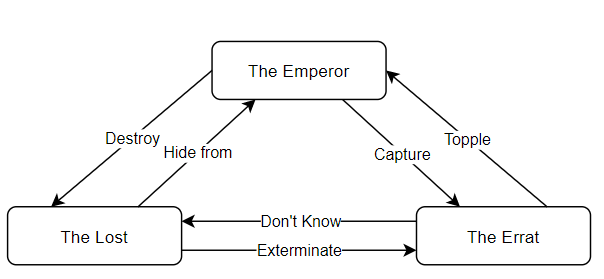 The Emperor
Destroy
Hide from
Capture
Topple
The Lost
Don't Know
Exterminate
The Errat